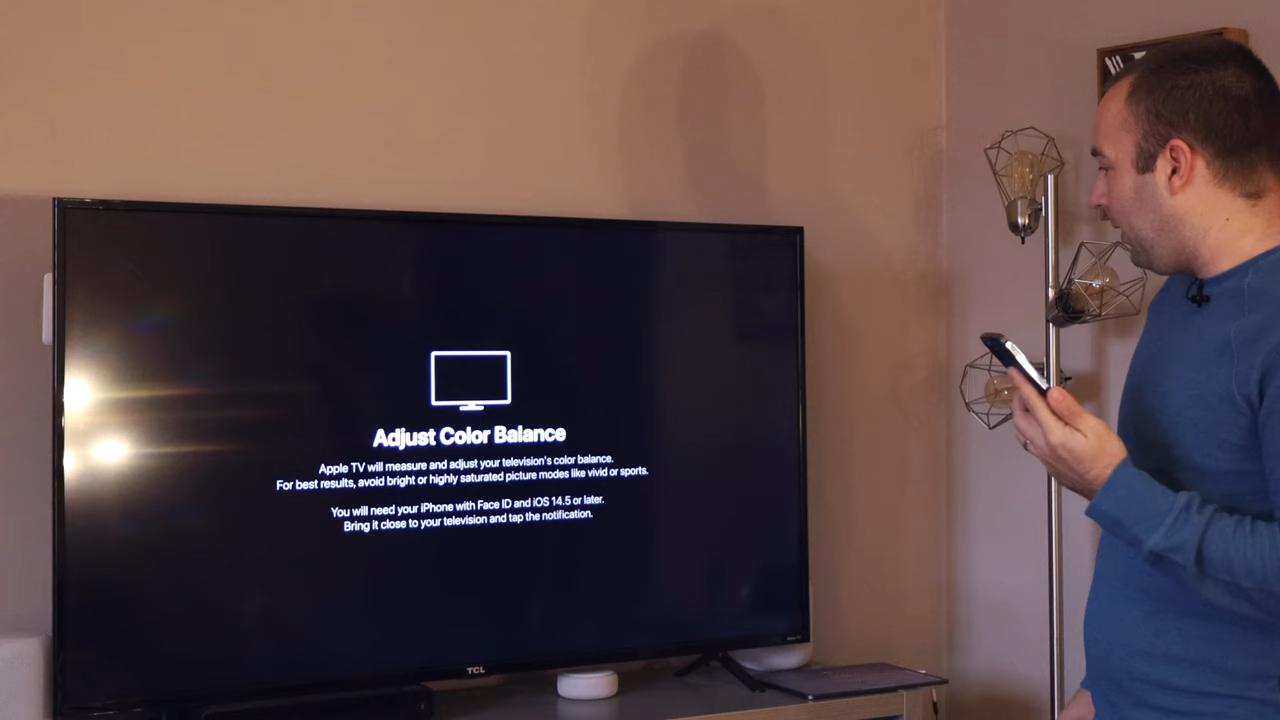 Adjust Color Balance
Apple TV will measure and adjust your television's color balance.
For best results, avoid bright or highly saturated picture modes like vivid or sports.
You will need your iPhone with Face ID and iOS 14.5 or later.
Bring it close to your television and tap the notification.
TCL
Roku TV